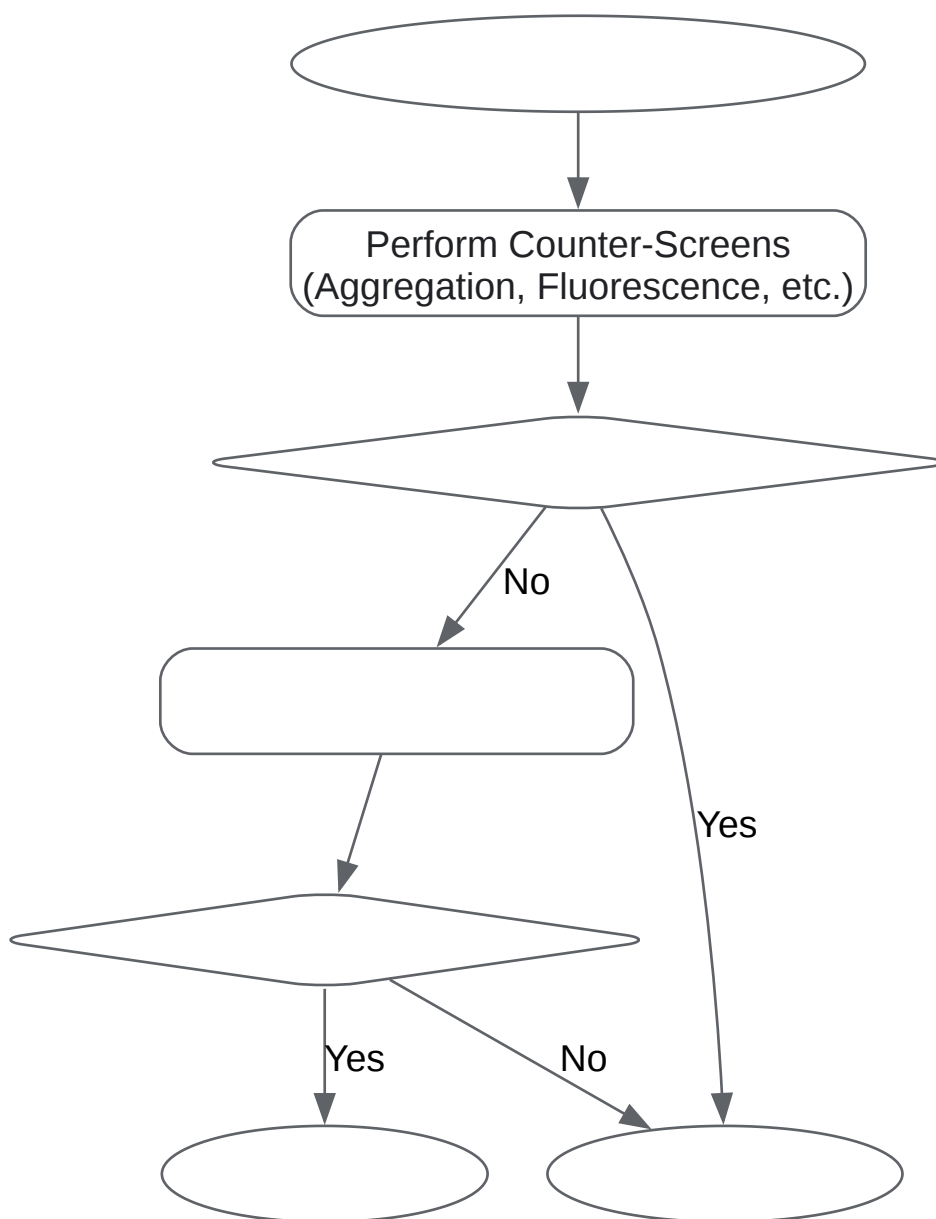 Perform Counter-Screens
(Aggregation, Fluorescence, etc.)
No
Yes
Yes
No